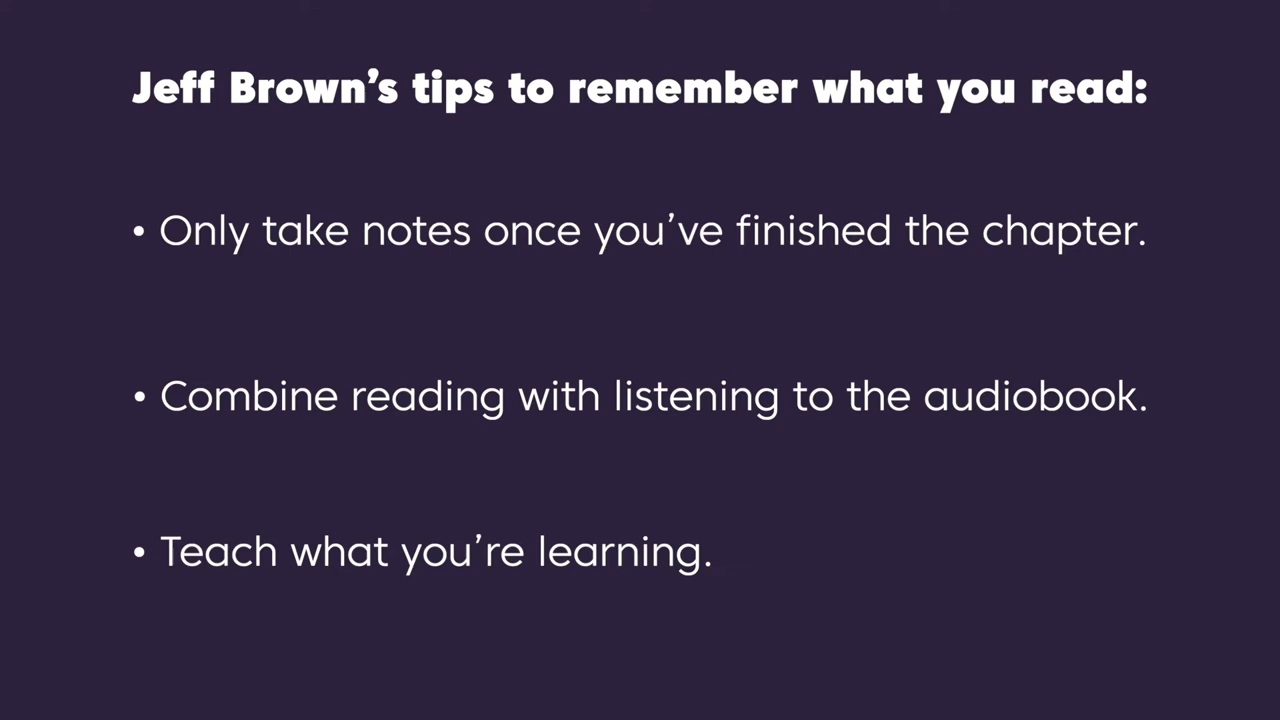 Jeff Brown’s tips to remember what you read:
• Only take notes once you’ve finished the chapter.
• Combine reading with listening to the audiobook.
• Teach what you’re learning.